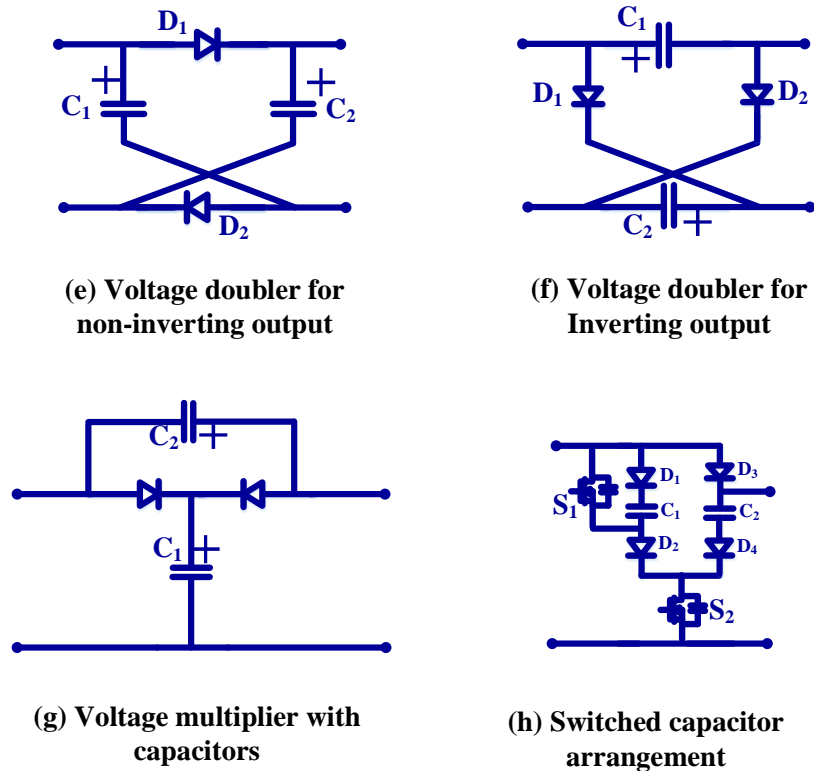 D1
+
C1
+
C2
D2
(e) Voltage doubler for
non-inverting output
C1
+
D1
D2
C2
+
(f) Voltage doubler for
Inverting output
C2
+
C1
+
(g) Voltage multiplier with
capacitors
D1
D3
S1
C1
C2
D2
D4
S2
(h) Switched capacitor
arrangement